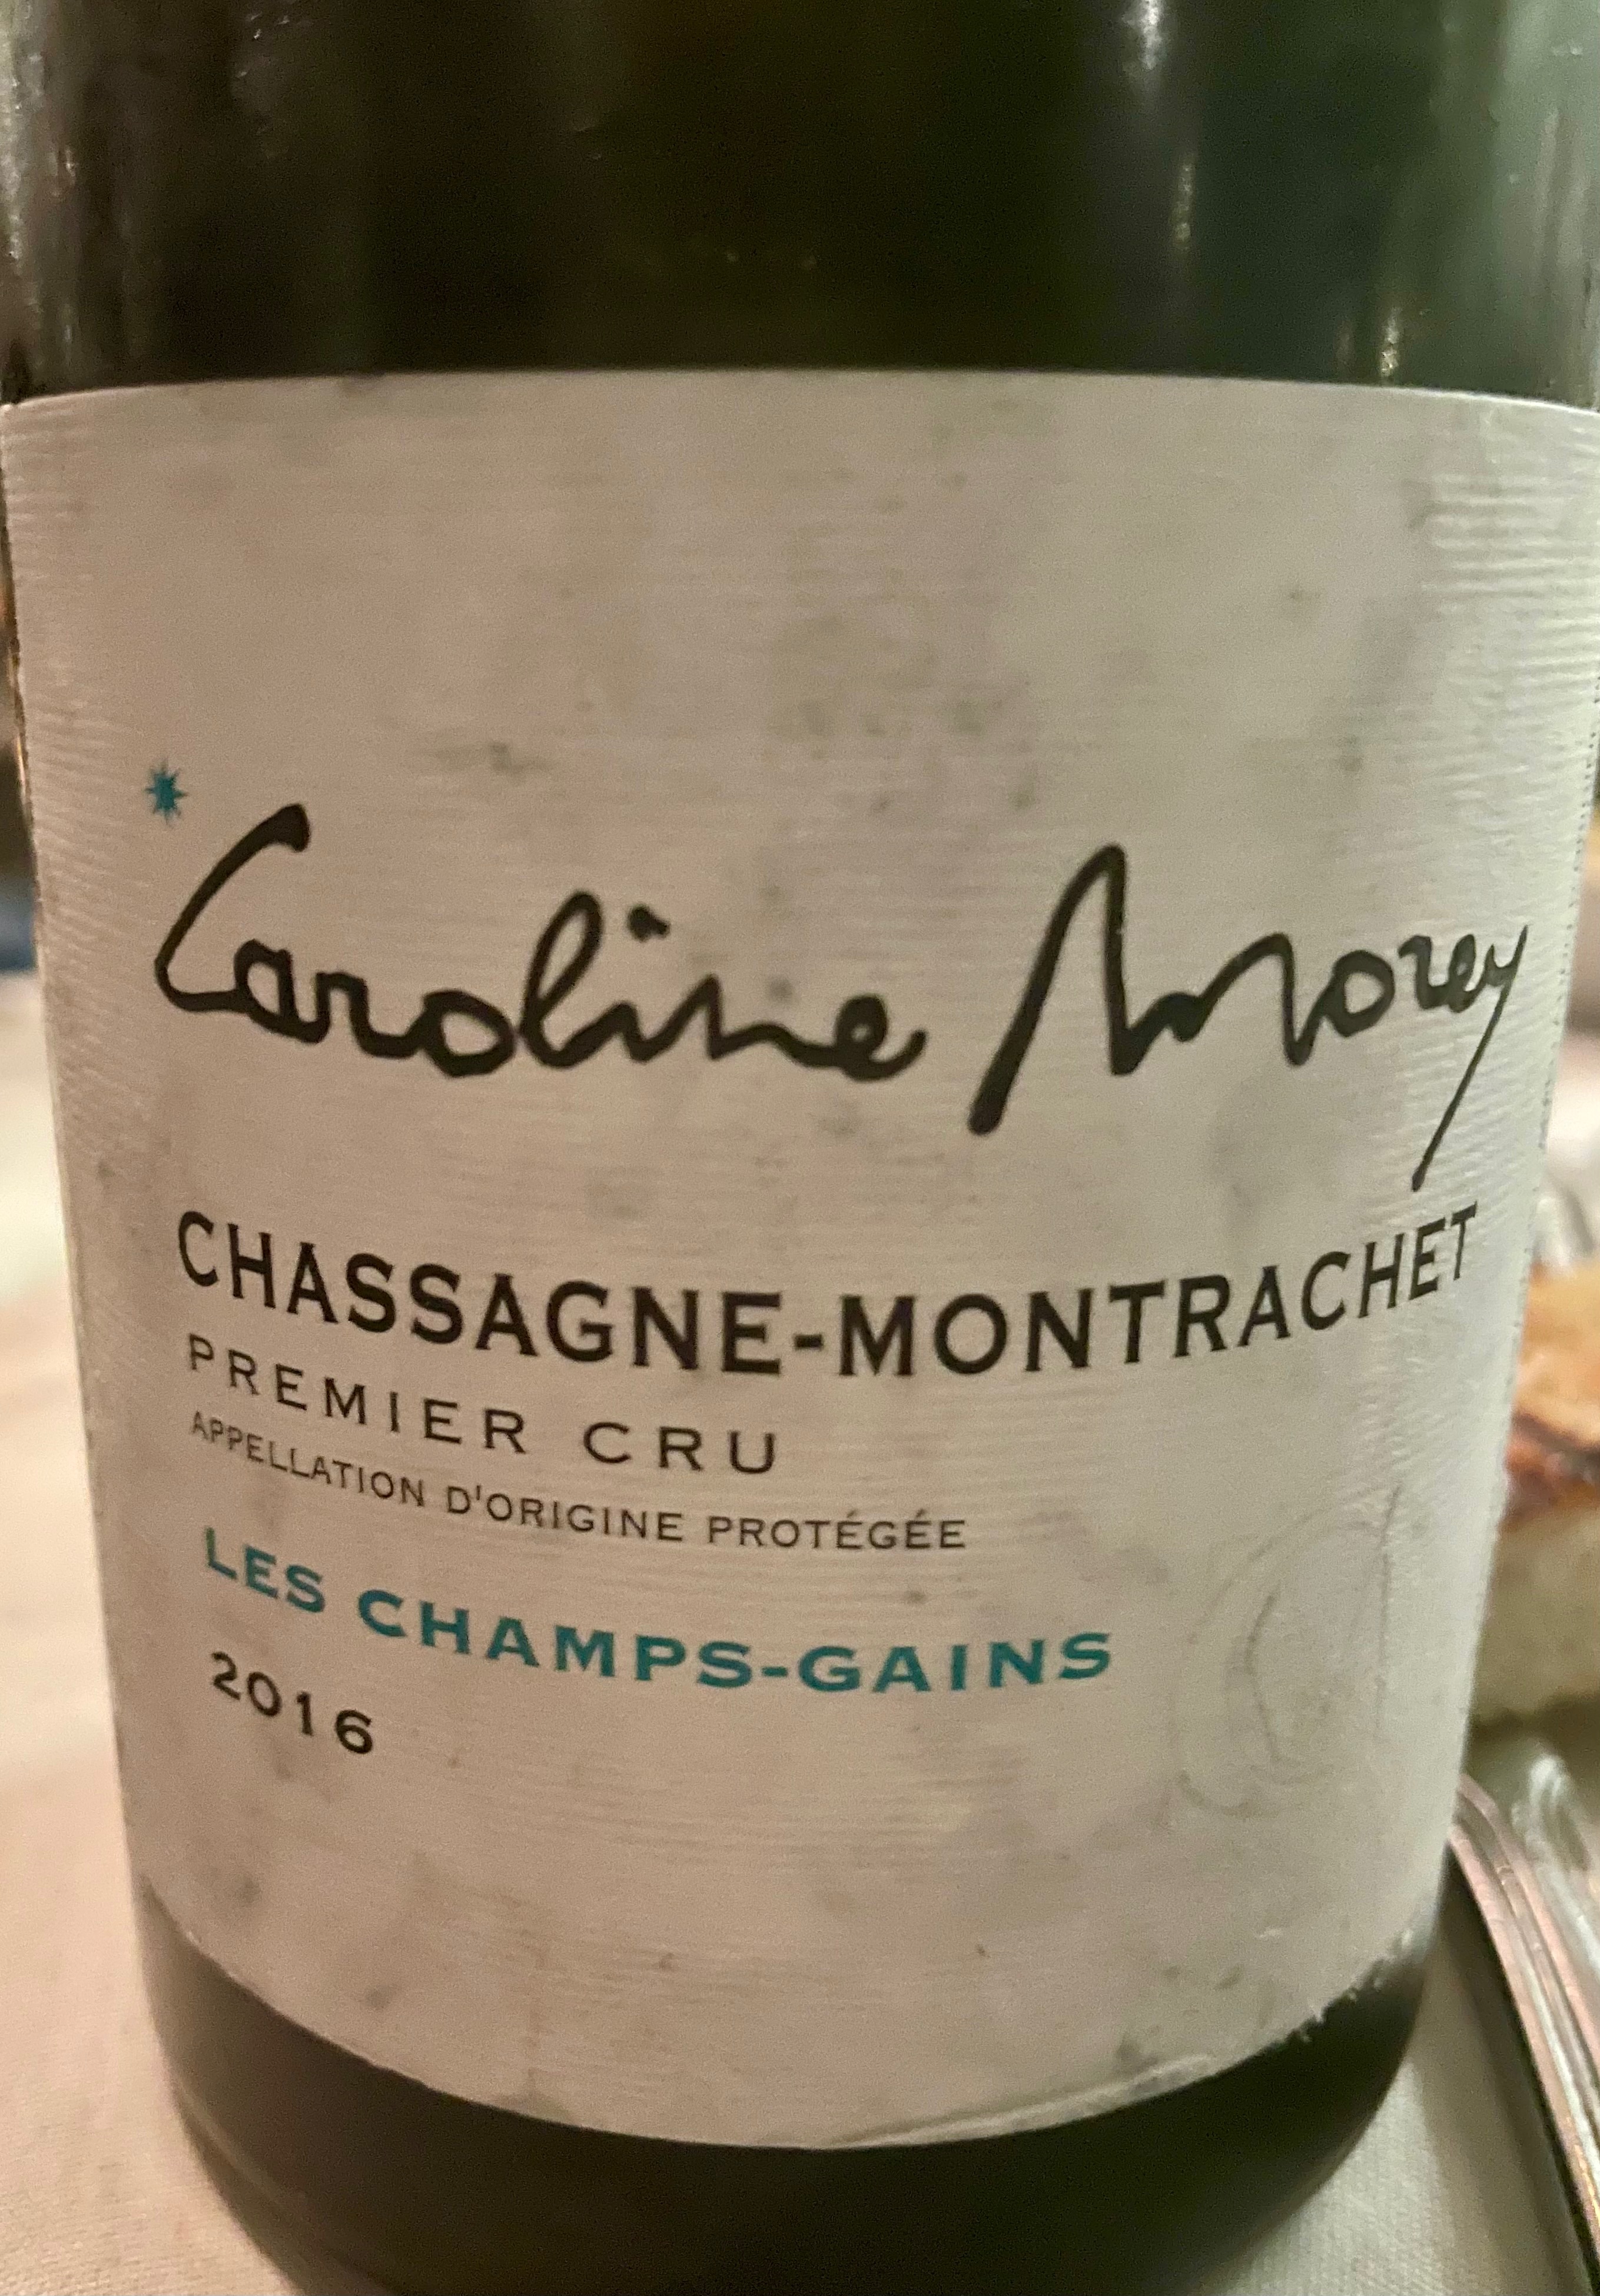 Caroline Morey
CHASSAGNE-MONTRACHET
PREMIER CRU
APPELLATION D'ORIGINE PROTÉGÉE
LES CHAMPS-GAINS
2016